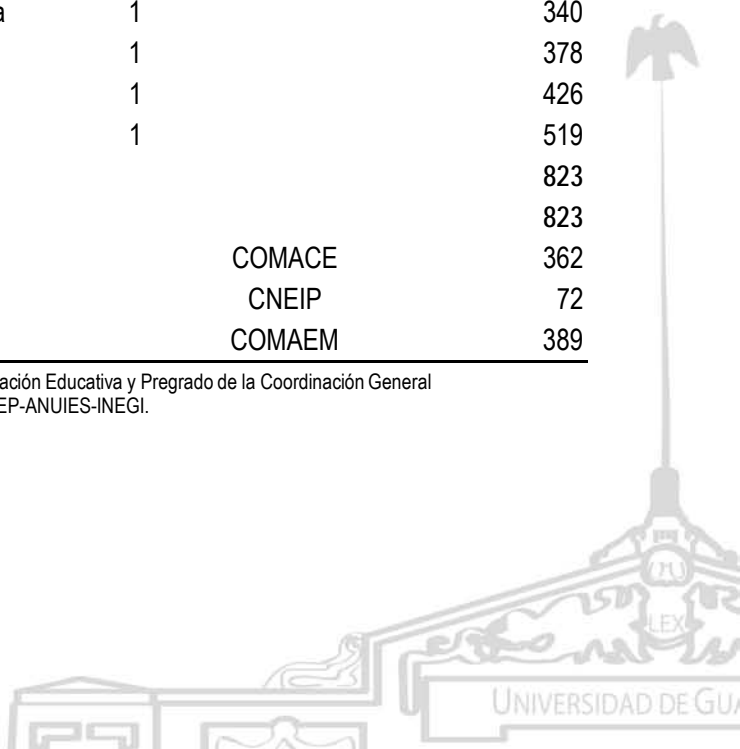 a 1 340
1 378
1 426
1 519
823
823
COMACE 362
CNEIP 72
COMAEM 389
ación Educativa y Pregrado de la Coordinación General
EP-ANUIES-INEGI.
LEX
UNIVERSIDAD DE GUA